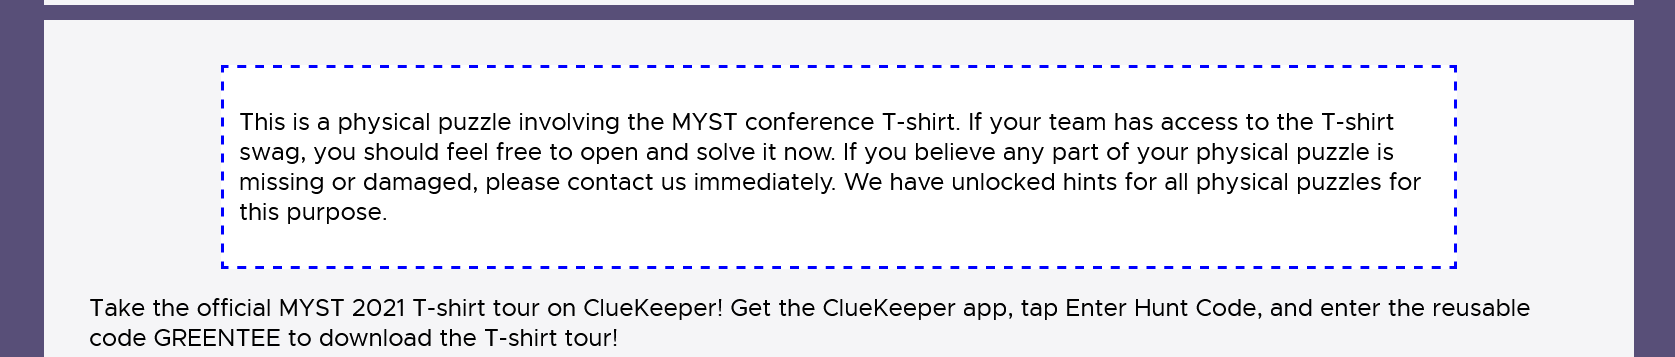 This is a physical puzzle involving the MYST conference T-shirt. If your team has access to the T-shirt
swag, you should feel free to open and solve it now. If you believe any part of your physical puzzle is
missing or damaged, please contact us immediately. We have unlocked hints for all physical puzzles for
this purpose.
Take the official MYST 2021 T-shirt tour on ClueKeeper! Get the ClueKeeper app, tap Enter Hunt Code, and enter the reusable
code GREENTEE to download the T-shirt tour!